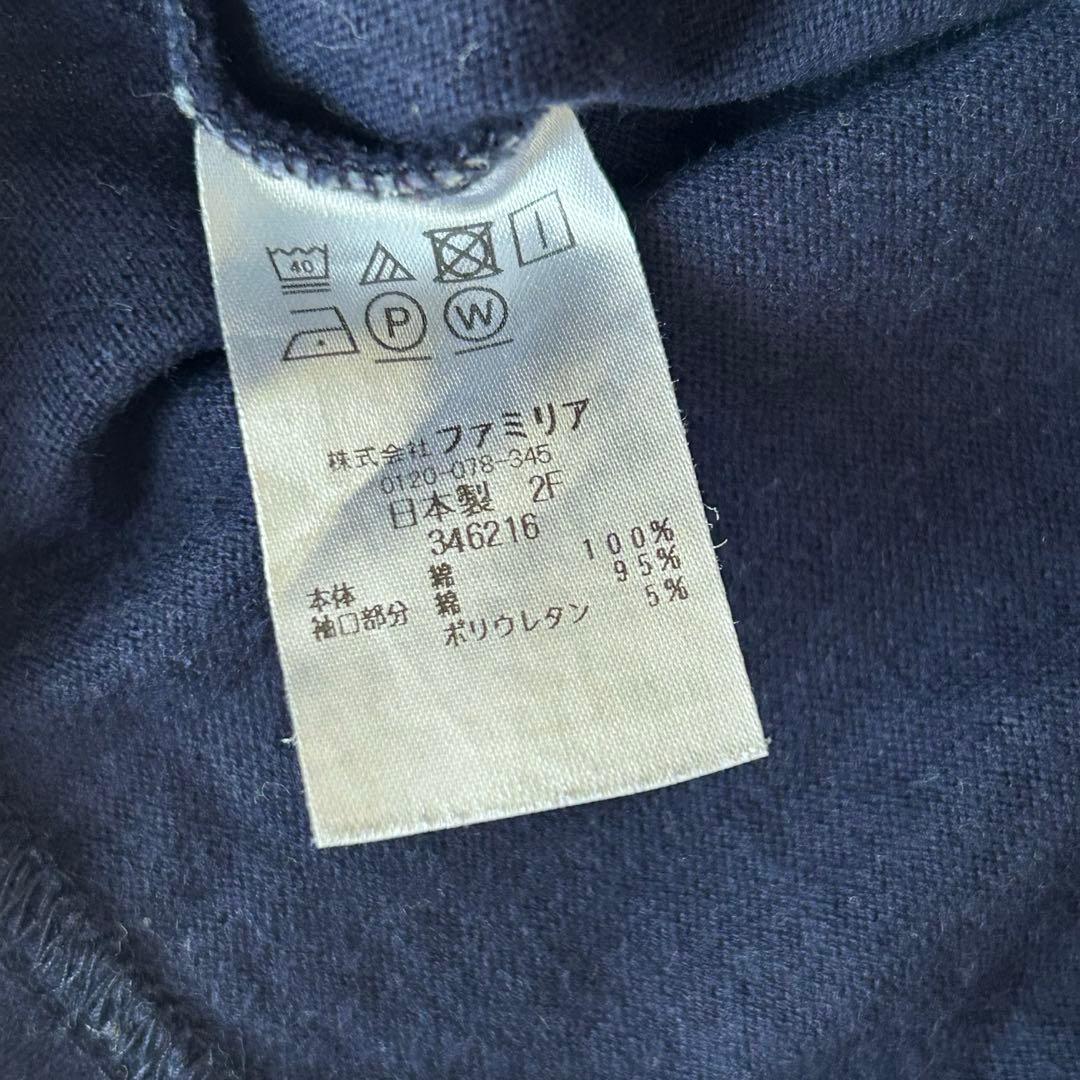 40
P W
株式会社ファミリア
0120-078-345
日本製 2F
346216
本体 綿 100%
袖口部分 綿 95%
ポリウレタン 5%